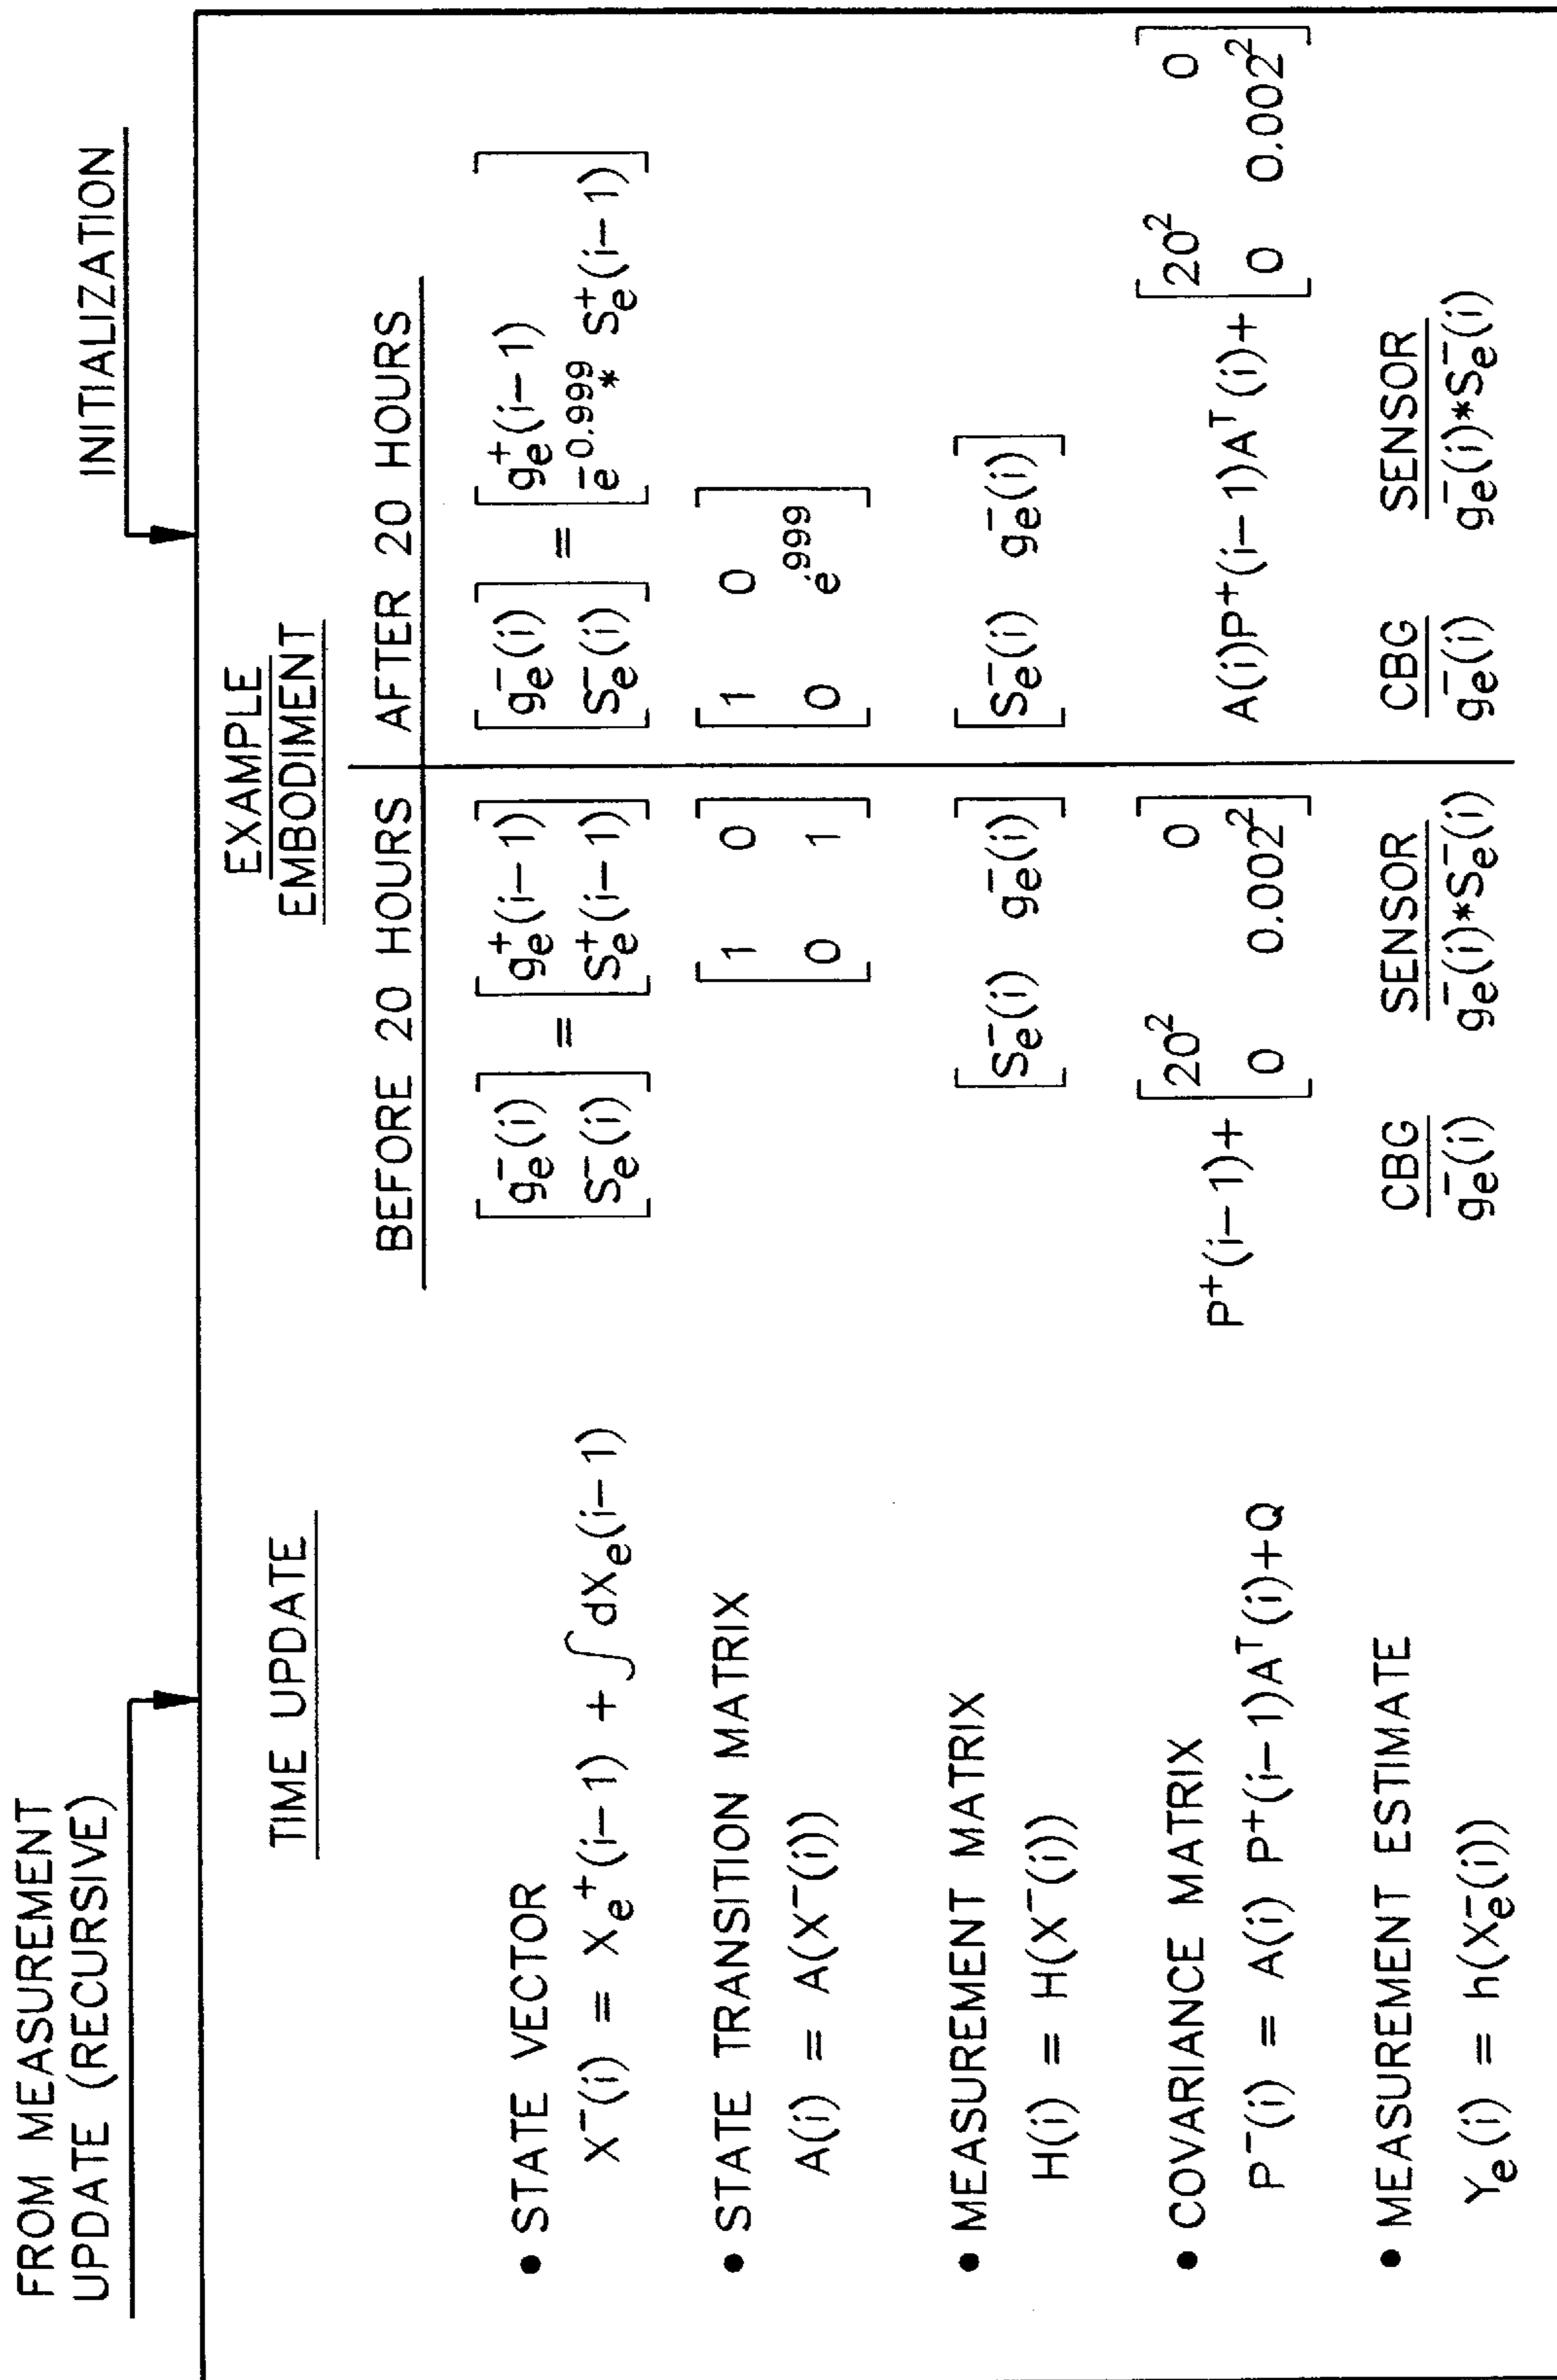 FROM MEASUREMENT
UPDATE (RECURSIVE)
INITIALIZATION
TIME UPDATE
EXAMPLE
EMBODIMENT
BEFORE 20 HOURS
AFTER 20 HOURS
• STATE VECTOR
X⁻(i) = Xₑ⁺(i−1) + ∫dXₑ(i−1)
[gₑ⁻(i) Sₑ⁻(i)] = [gₑ⁺(i−1) Sₑ⁺(i−1)]
[gₑ⁻(i) Sₑ⁻(i)] = [gₑ⁺(i−1) e⁻⁰·⁹⁹⁹ * Sₑ⁺(i−1)]
• STATE TRANSITION MATRIX
A(i) = A(X⁻(i))
[1 0
0 1]
[1 0
0 e^.999]
• MEASUREMENT MATRIX
H(i) = H(X⁻(i))
[Sₑ⁻(i) gₑ⁻(i)]
[Sₑ⁻(i) gₑ⁻(i)]
• COVARIANCE MATRIX
P⁻(i) = A(i) P⁺(i−1)Aᵀ(i)+Q
P⁺(i−1)+ [20² 0
0 0.002²]
A(i)P⁺(i−1)Aᵀ(i)+ [20² 0
0 0.002²]
• MEASUREMENT ESTIMATE
Yₑ(i) = h(Xₑ⁻(i))
CBG SENSOR
gₑ⁻(i) gₑ⁻(i)*Sₑ⁻(i)
CBG SENSOR
gₑ⁻(i) gₑ⁻(i)*Sₑ⁻(i)